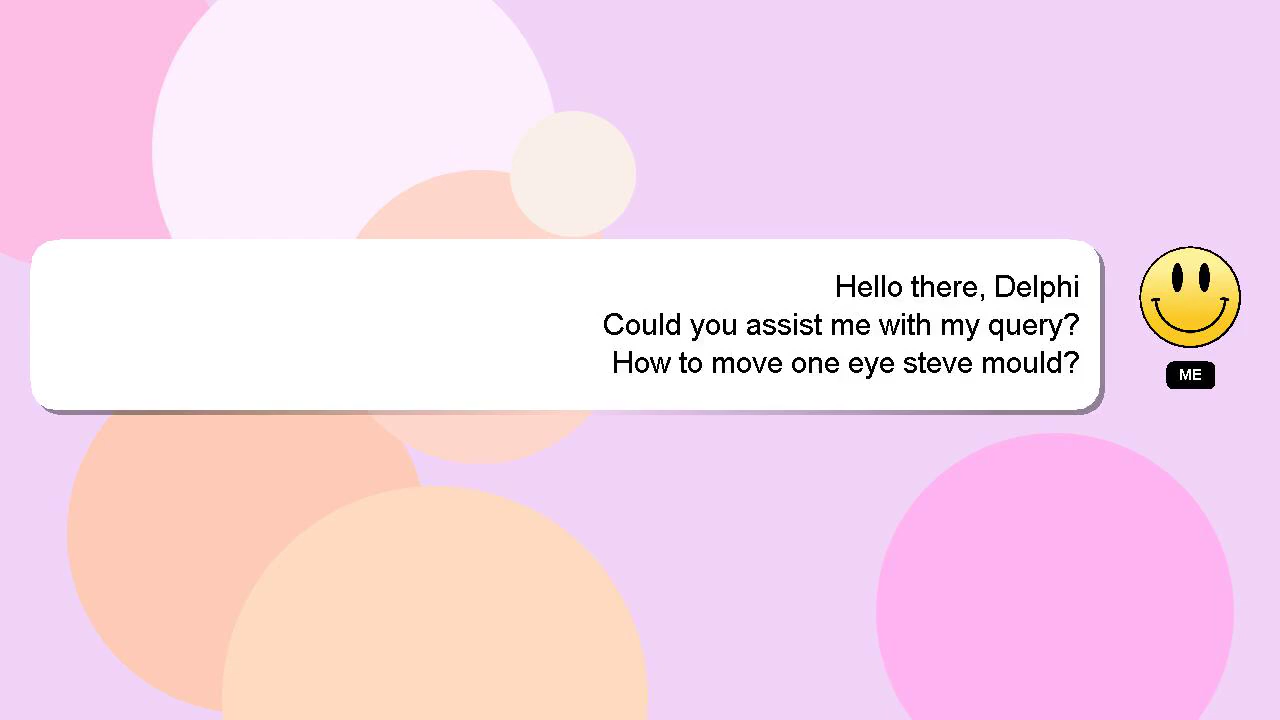 Hello there, Delphi
Could you assist me with my query?
How to move one eye steve mould?
ME